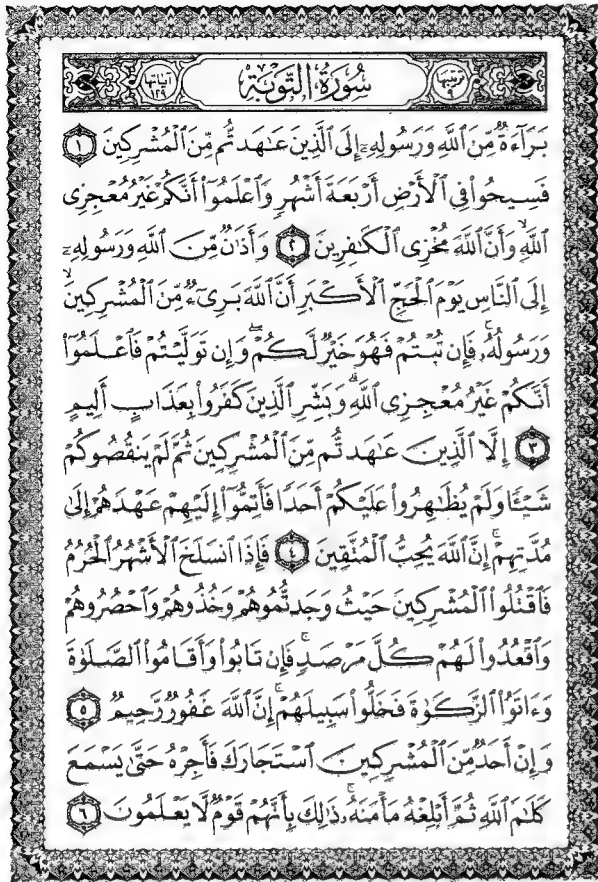 ترتيبها ٩ سُورَةُ التَّوْبَةِ آياتها ١٢٩
بَرَآءَةٌ مِّنَ ٱللَّهِ وَرَسُولِهِۦٓ إِلَى ٱلَّذِينَ عَٰهَدتُّم مِّنَ ٱلْمُشْرِكِينَ ١
فَسِيحُوا۟ فِى ٱلْأَرْضِ أَرْبَعَةَ أَشْهُرٍ وَٱعْلَمُوٓا۟ أَنَّكُمْ غَيْرُ مُعْجِزِى
ٱللَّهِ ۙ وَأَنَّ ٱللَّهَ مُخْزِى ٱلْكَٰفِرِينَ ٢ وَأَذَٰنٌ مِّنَ ٱللَّهِ وَرَسُولِهِۦٓ
إِلَى ٱلنَّاسِ يَوْمَ ٱلْحَجِّ ٱلْأَكْبَرِ أَنَّ ٱللَّهَ بَرِىٓءٌ مِّنَ ٱلْمُشْرِكِينَ ۙ
وَرَسُولُهُۥ ۚ فَإِن تُبْتُمْ فَهُوَ خَيْرٌ لَّكُمْ ۖ وَإِن تَوَلَّيْتُمْ فَٱعْلَمُوٓا۟
أَنَّكُمْ غَيْرُ مُعْجِزِى ٱللَّهِ ۗ وَبَشِّرِ ٱلَّذِينَ كَفَرُوا۟ بِعَذَابٍ أَلِيمٍ
٣ إِلَّا ٱلَّذِينَ عَٰهَدتُّم مِّنَ ٱلْمُشْرِكِينَ ثُمَّ لَمْ يَنقُصُوكُمْ
شَيْـًٔا وَلَمْ يُظَٰهِرُوا۟ عَلَيْكُمْ أَحَدًا فَأَتِمُّوٓا۟ إِلَيْهِمْ عَهْدَهُمْ إِلَىٰ
مُدَّتِهِمْ ۚ إِنَّ ٱللَّهَ يُحِبُّ ٱلْمُتَّقِينَ ٤ فَإِذَا ٱنسَلَخَ ٱلْأَشْهُرُ ٱلْحُرُمُ
فَٱقْتُلُوا۟ ٱلْمُشْرِكِينَ حَيْثُ وَجَدتُّمُوهُمْ وَخُذُوهُمْ وَٱحْصُرُوهُمْ
وَٱقْعُدُوا۟ لَهُمْ كُلَّ مَرْصَدٍ ۚ فَإِن تَابُوا۟ وَأَقَامُوا۟ ٱلصَّلَوٰةَ
وَءَاتَوُا۟ ٱلزَّكَوٰةَ فَخَلُّوا۟ سَبِيلَهُمْ ۚ إِنَّ ٱللَّهَ غَفُورٌ رَّحِيمٌ ٥
وَإِنْ أَحَدٌ مِّنَ ٱلْمُشْرِكِينَ ٱسْتَجَارَكَ فَأَجِرْهُ حَتَّىٰ يَسْمَعَ
كَلَٰمَ ٱللَّهِ ثُمَّ أَبْلِغْهُ مَأْمَنَهُۥ ۚ ذَٰلِكَ بِأَنَّهُمْ قَوْمٌ لَّا يَعْلَمُونَ ٦